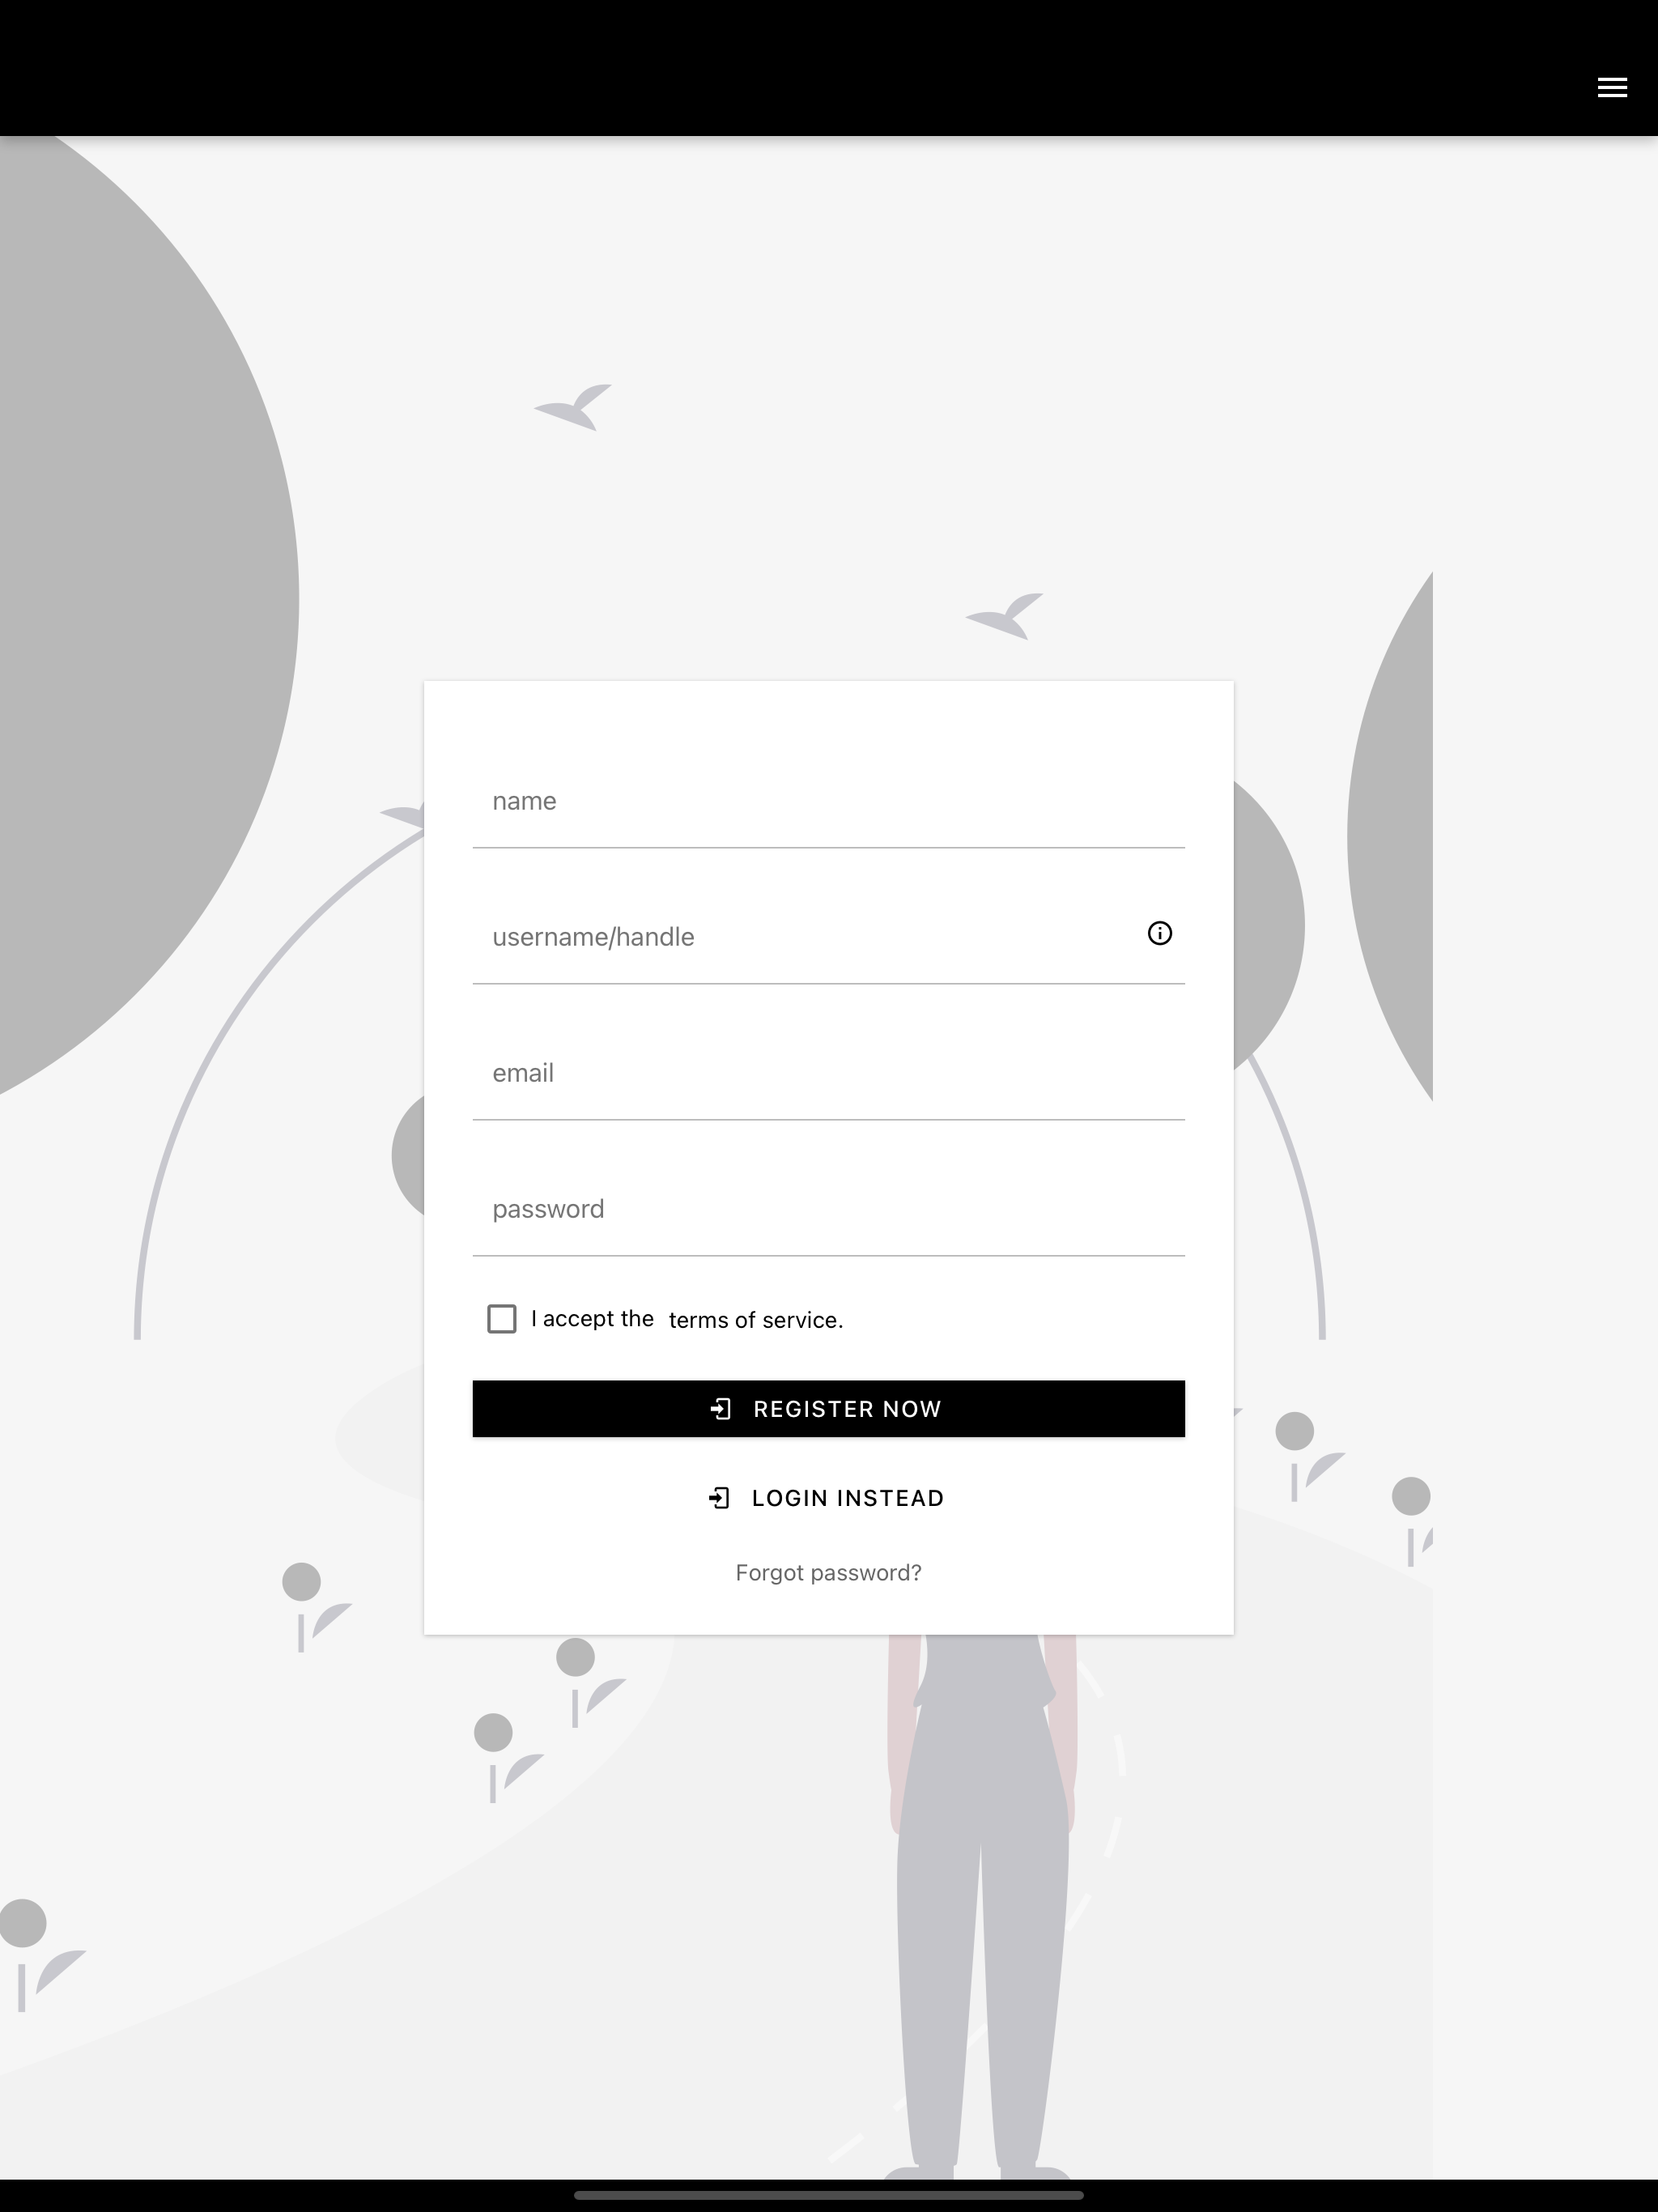 name
username/handle
email
password
I accept the terms of service.
REGISTER NOW
LOGIN INSTEAD
Forgot password?